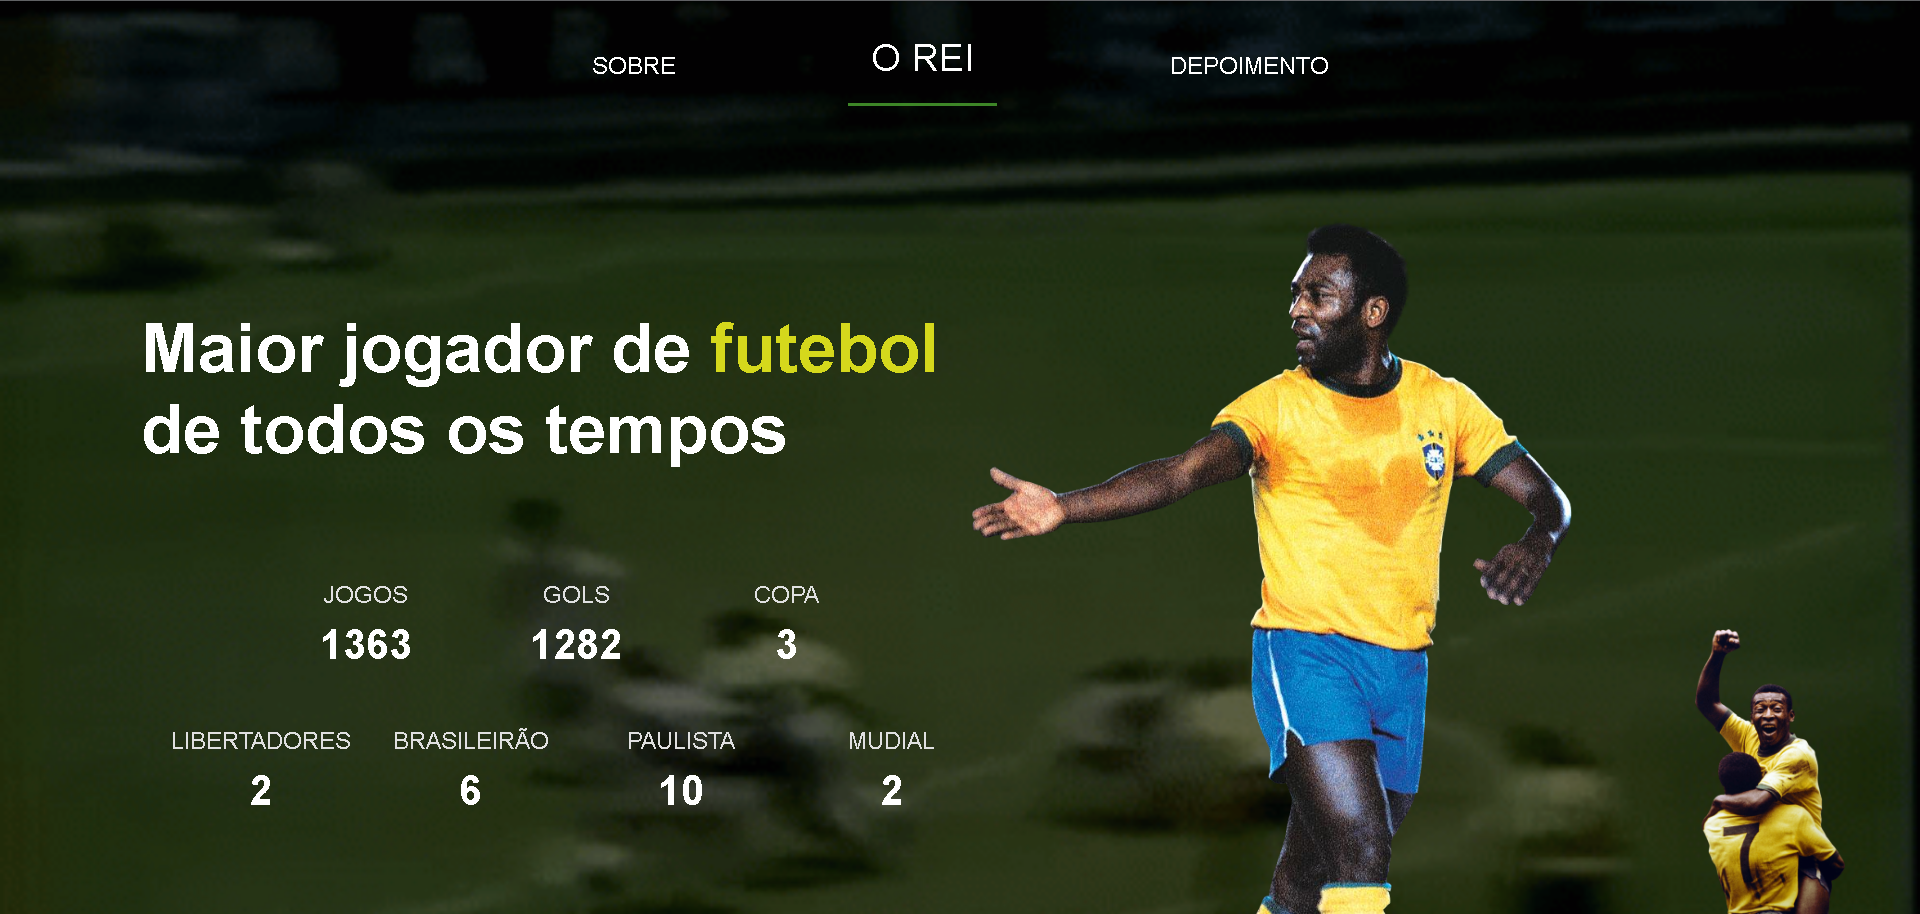 SOBRE O REI DEPOIMENTO
Maior jogador de futebol
de todos os tempos
JOGOS GOLS COPA
1363 1282 3
LIBERTADORES BRASILEIRÃO PAULISTA MUDIAL
2 6 10 2
7